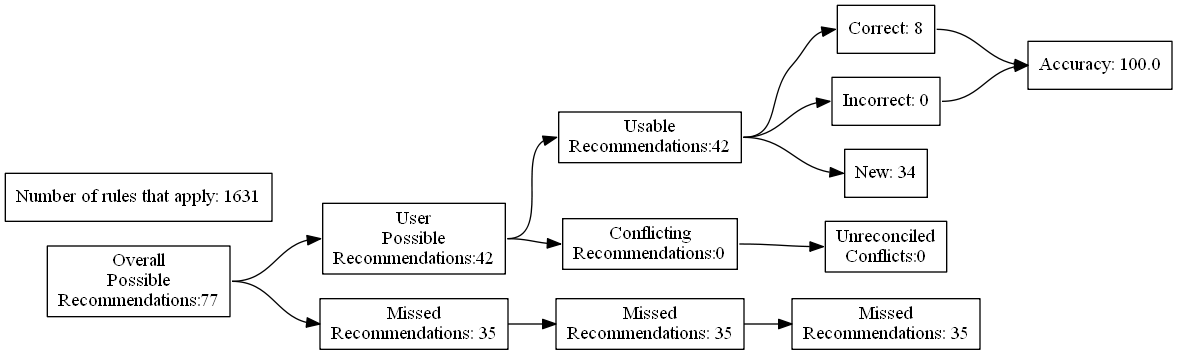 Correct: 8
Accuracy: 100.0
Incorrect: 0
Usable
Recommendations:42
New: 34
Number of rules that apply: 1631
User
Possible
Recommendations:42
Conflicting
Recommendations:0
Unreconciled
Conflicts:0
Overall
Possible
Recommendations:77
Missed
Recommendations: 35
Missed
Recommendations: 35
Missed
Recommendations: 35